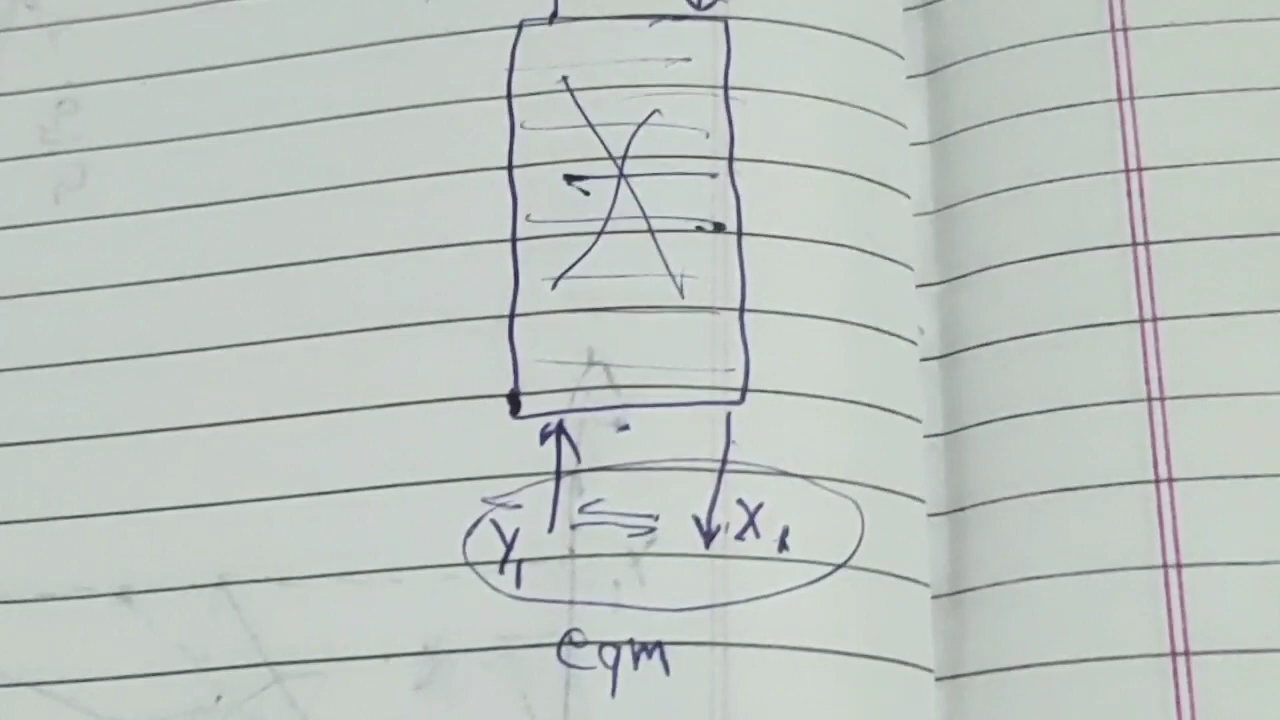 Y₁ ⇌ X₁
eqm